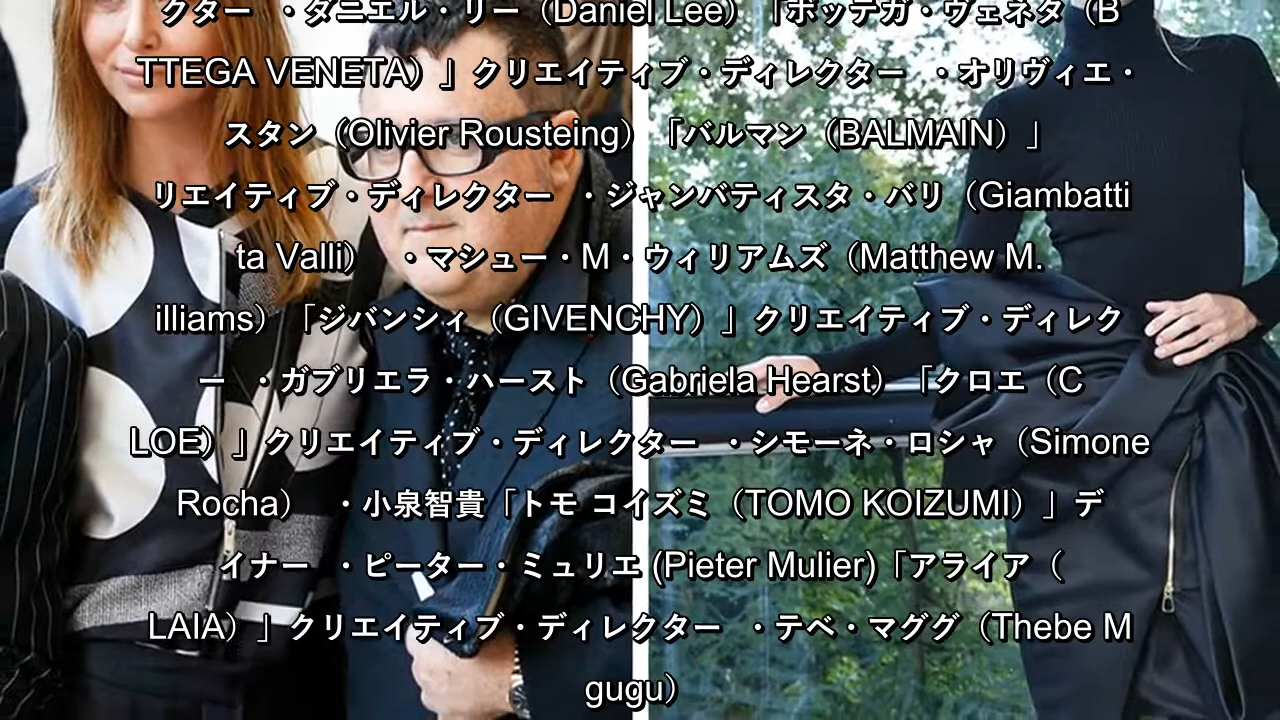 クター ・ダニエル・リー（Daniel Lee）「ボッテガ・ヴェネタ（B
TTEGA VENETA）」クリエイティブ・ディレクター ・オリヴィエ・
スタン（Olivier Rousteing）「バルマン（BALMAIN）」
リエイティブ・ディレクター ・ジャンバティスタ・バリ（Giambatti
ta Valli） ・マシュー・M・ウィリアムズ（Matthew M.
illiams）「ジバンシィ（GIVENCHY）」クリエイティブ・ディレク
ー ・ガブリエラ・ハースト（Gabriela Hearst）「クロエ（C
LOE）」クリエイティブ・ディレクター ・シモーネ・ロシャ（Simone
Rocha） ・小泉智貴「トモ コイズミ（TOMO KOIZUMI）」デ
イナー ・ピーター・ミュリエ (Pieter Mulier)「アライア（
LAIA）」クリエイティブ・ディレクター ・テベ・マググ（Thebe M
gugu）